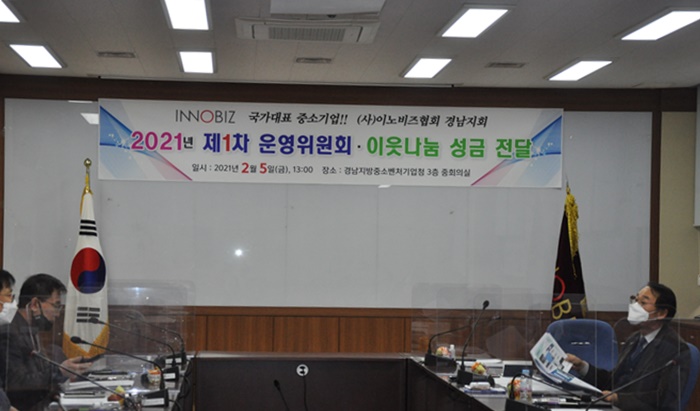 INNOBIZ 국가대표 중소기업!! (사)이노비즈협회 경남지회
2021년 제1차 운영위원회 · 이웃나눔 성금 전달
일시 : 2021년 2월 5일(금), 13:00 장소 : 경남지방중소벤처기업청 3층 중회의실